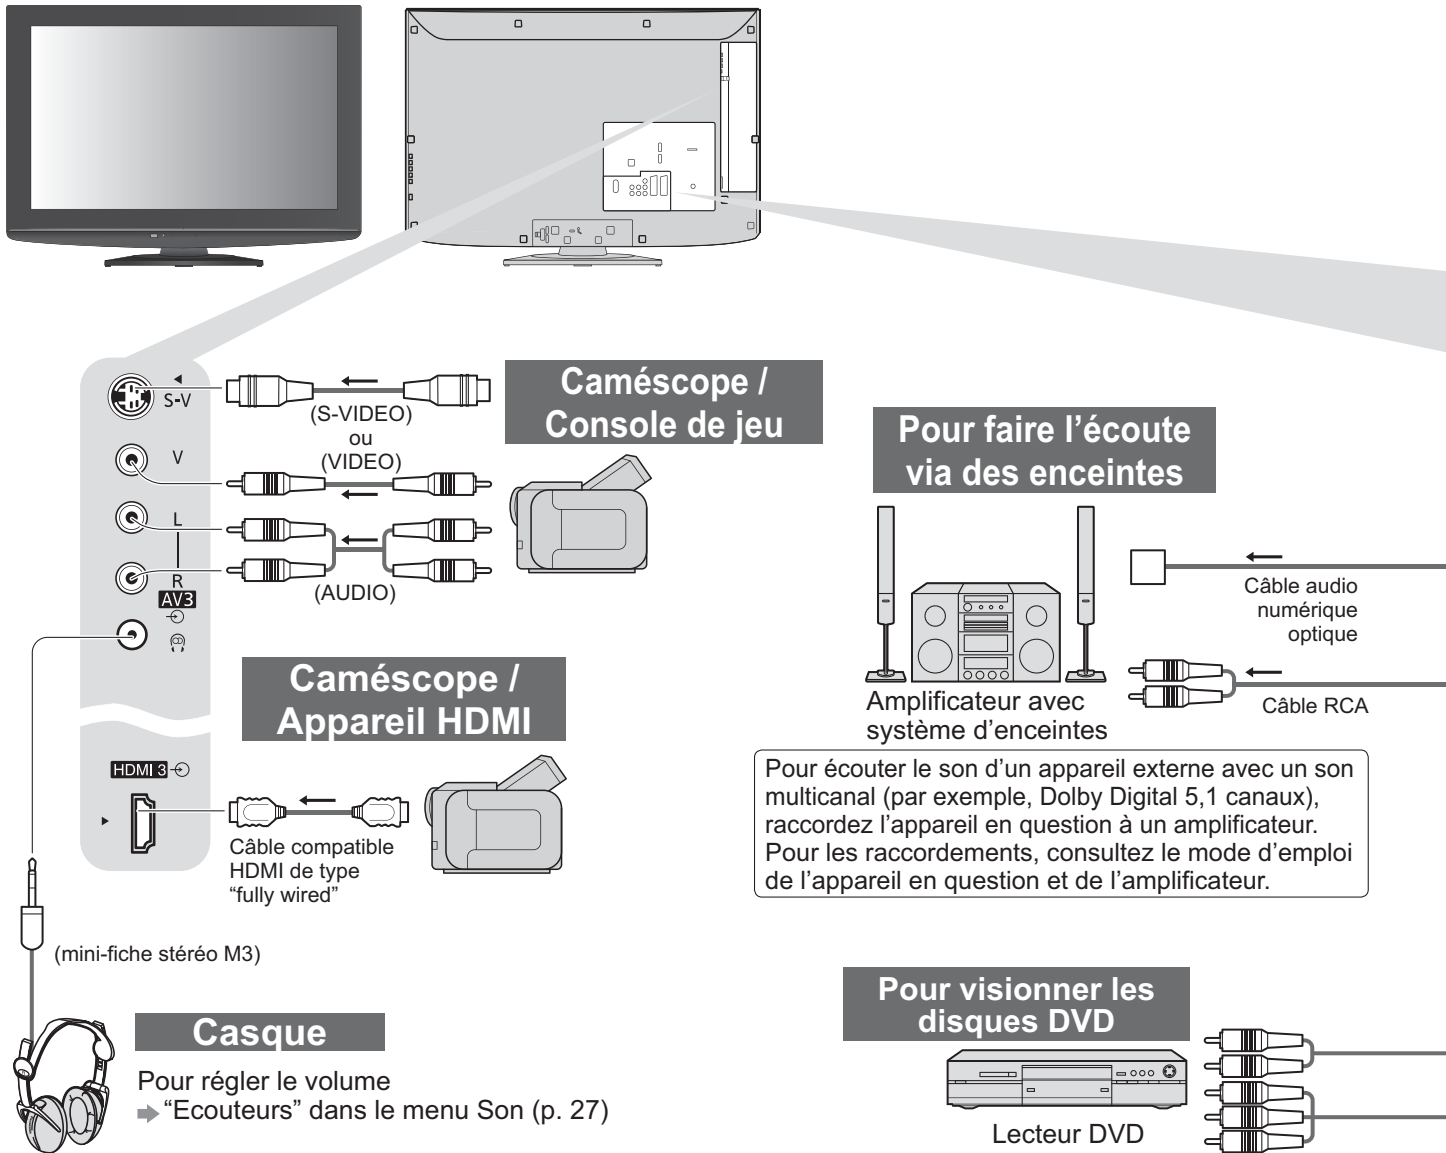 S-V
V
L
R
AV3
(S-VIDEO)
ou
(VIDEO)
(AUDIO)
Caméscope /
Console de jeu
Caméscope /
Appareil HDMI
HDMI 3
Câble compatible
HDMI de type
“fully wired”
(mini-fiche stéréo M3)
Casque
Pour régler le volume
“Ecouteurs” dans le menu Son (p. 27)
Pour faire l’écoute
via des enceintes
Câble audio
numérique
optique
Câble RCA
Amplificateur avec
système d’enceintes
Pour écouter le son d’un appareil externe avec un son
multicanal (par exemple, Dolby Digital 5,1 canaux),
raccordez l’appareil en question à un amplificateur.
Pour les raccordements, consultez le mode d’emploi
de l’appareil en question et de l’amplificateur.
Pour visionner les
disques DVD
Lecteur DVD